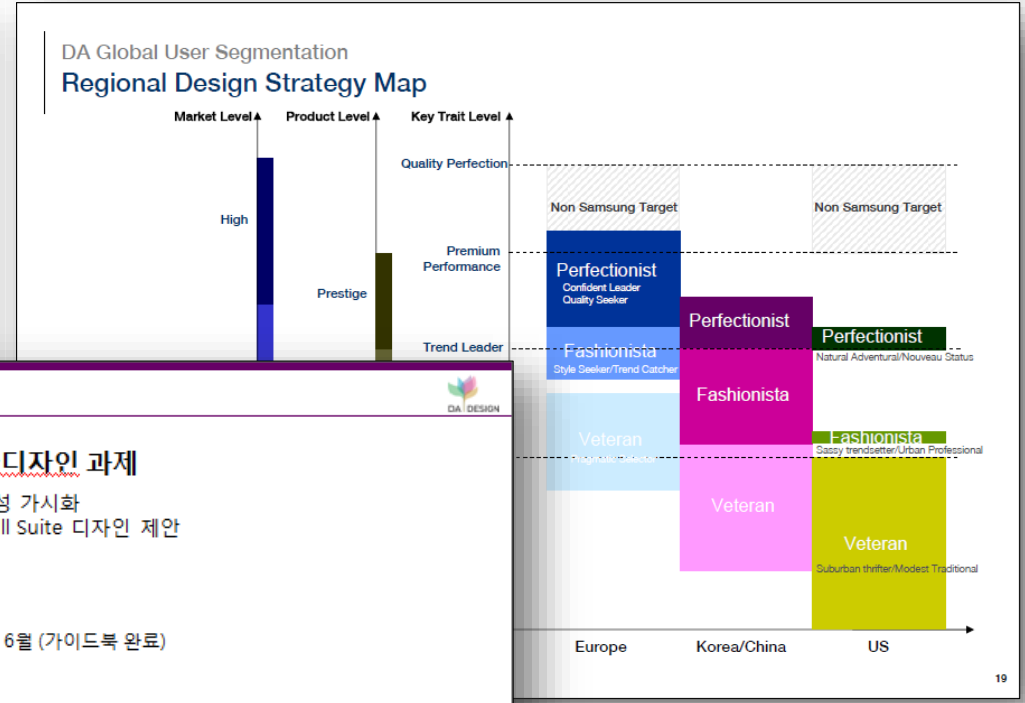 DA Global User Segmentation
Regional Design Strategy Map
Market Level
Product Level
Key Trait Level
Quality Perfection
High
Premium
Performance
Prestige
Trend Leader
Non Samsung Target
Non Samsung Target
Perfectionist
Confident Leader
Quality Seeker
Fashionista
Style Seeker/Trend Catcher
Veteran
Pragmatic Selector
Perfectionist
Fashionista
Veteran
Perfectionist
Natural Adventural/Nouveau Status
Fashionista
Sassy trendsetter/Urban Professional
Veteran
Suburban thrifter/Modest Traditional
Europe
Korea/China
US
19
DA DESIGN
디자인 과제
성 가시화
ll Suite 디자인 제안
6월 (가이드북 완료)